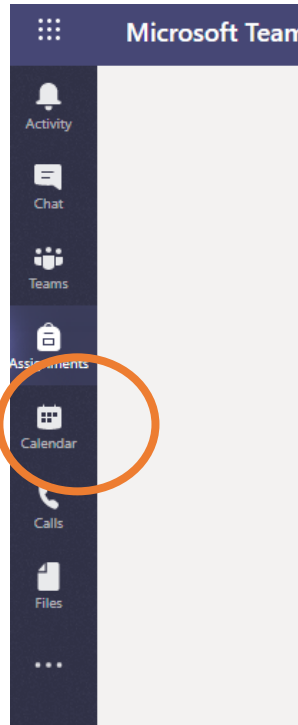 Microsoft Team
Activity
Chat
Teams
Assignments
Calendar
Calls
Files